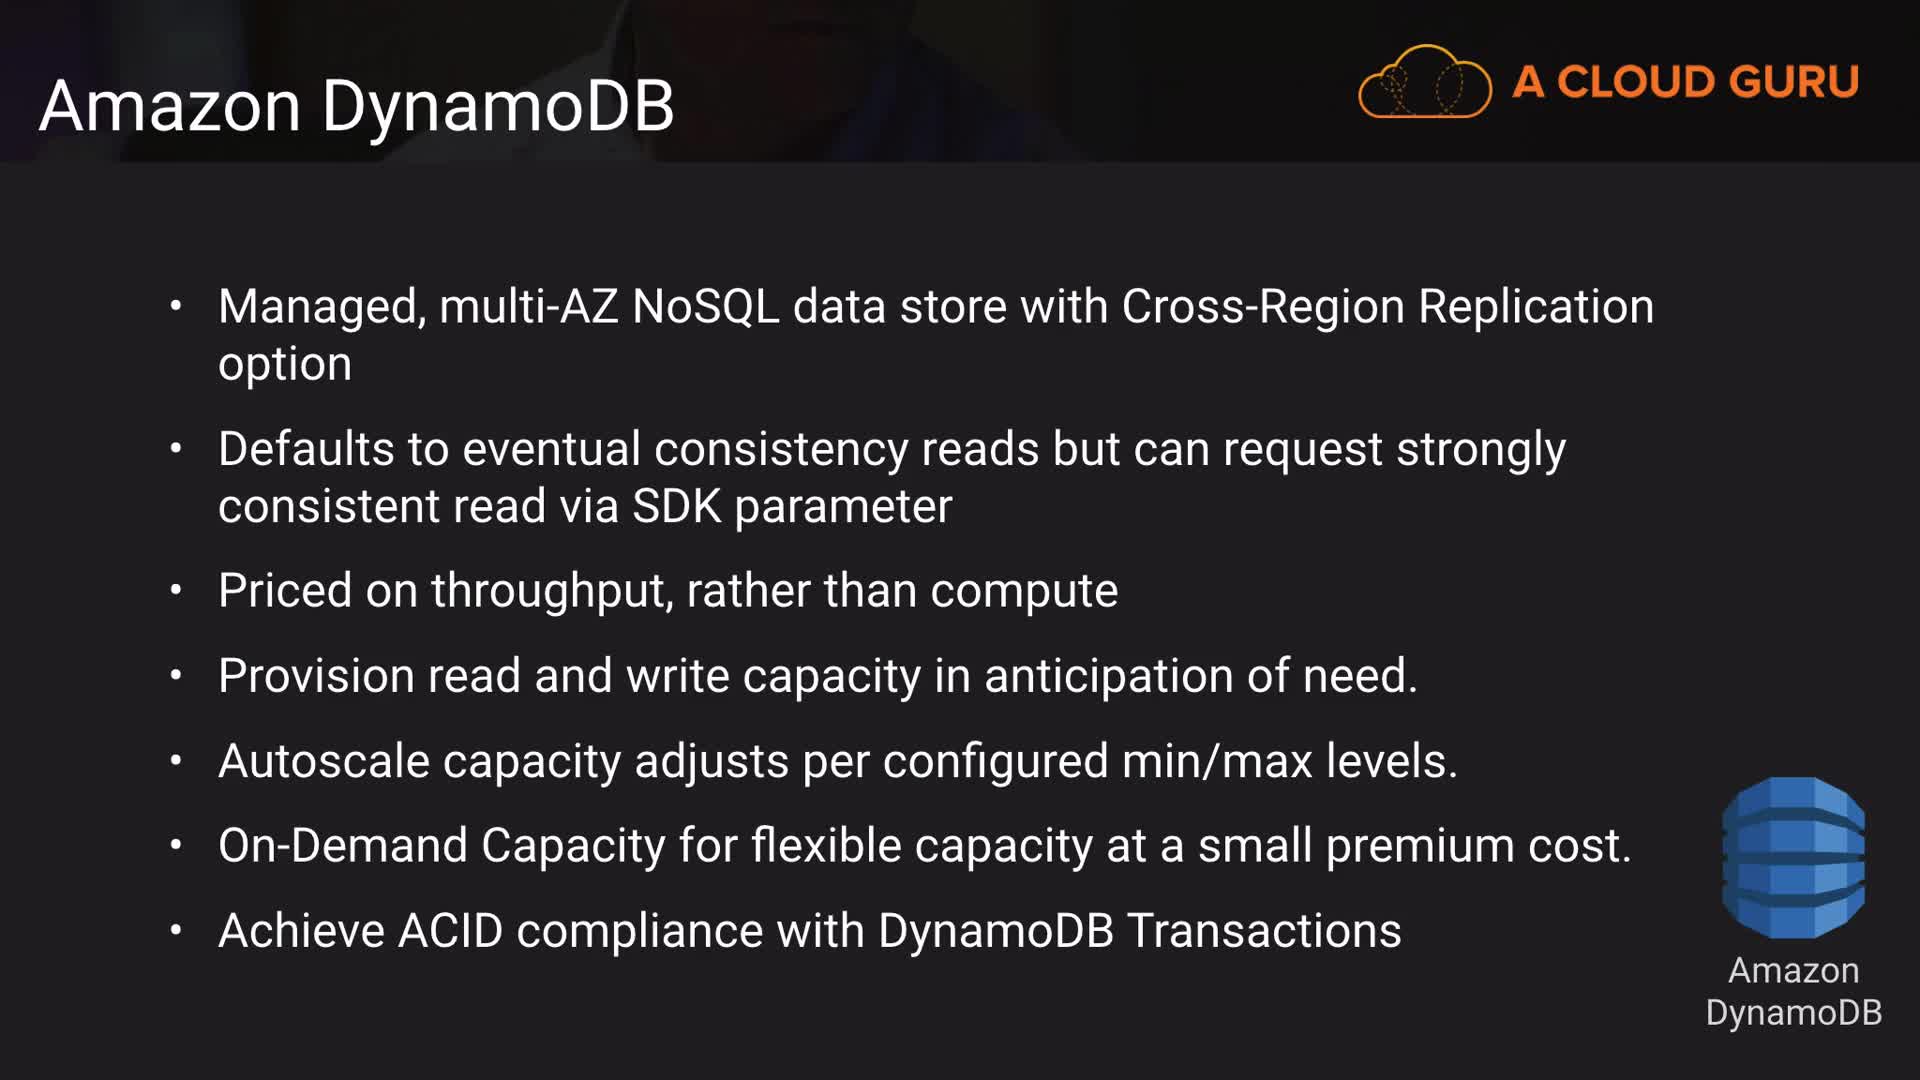 Amazon DynamoDB
A CLOUD GURU
• Managed, multi-AZ NoSQL data store with Cross-Region Replication
option
• Defaults to eventual consistency reads but can request strongly
consistent read via SDK parameter
• Priced on throughput, rather than compute
• Provision read and write capacity in anticipation of need.
• Autoscale capacity adjusts per configured min/max levels.
• On-Demand Capacity for flexible capacity at a small premium cost.
• Achieve ACID compliance with DynamoDB Transactions
Amazon
DynamoDB